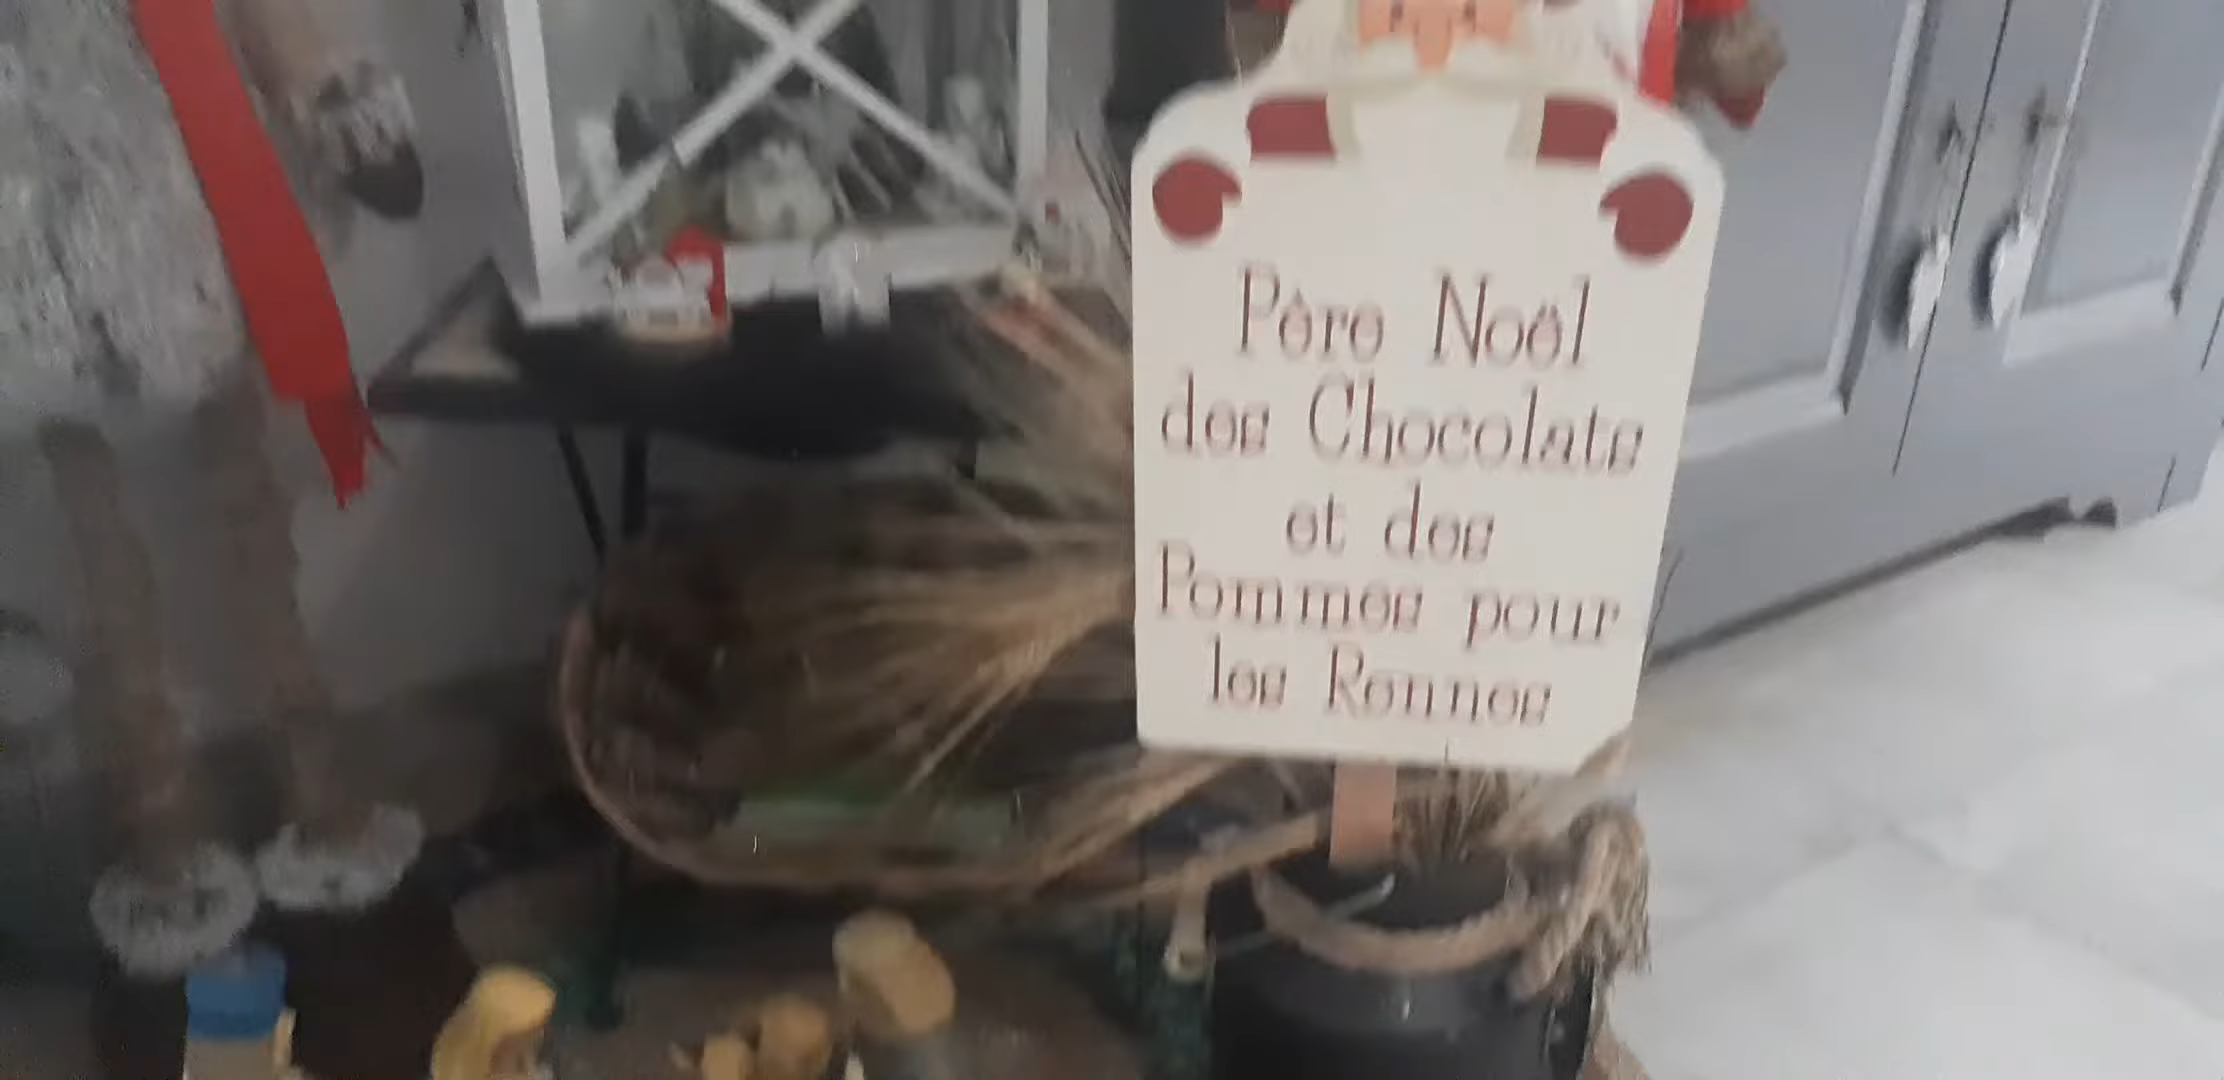 Père Noël
des Chocolats
et des
Pommes pour
les Rennes